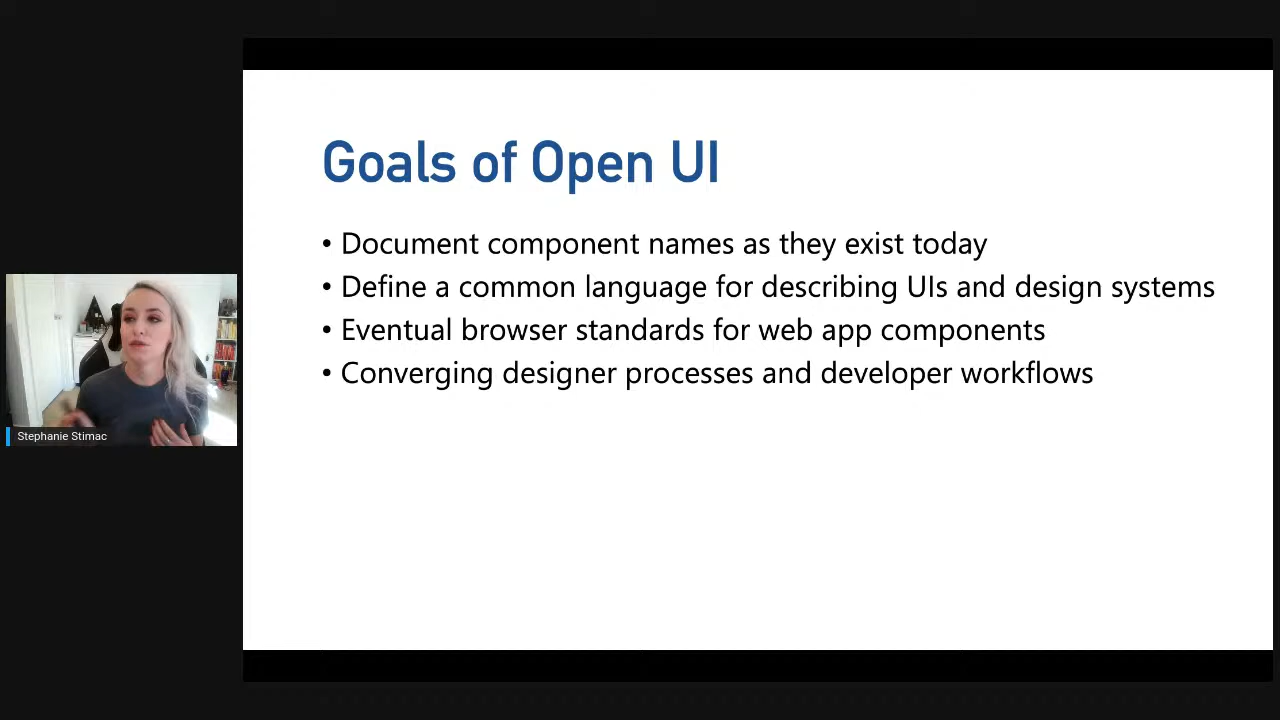 Goals of Open UI
• Document component names as they exist today
• Define a common language for describing UIs and design systems
• Eventual browser standards for web app components
• Converging designer processes and developer workflows
Stephanie Stimac